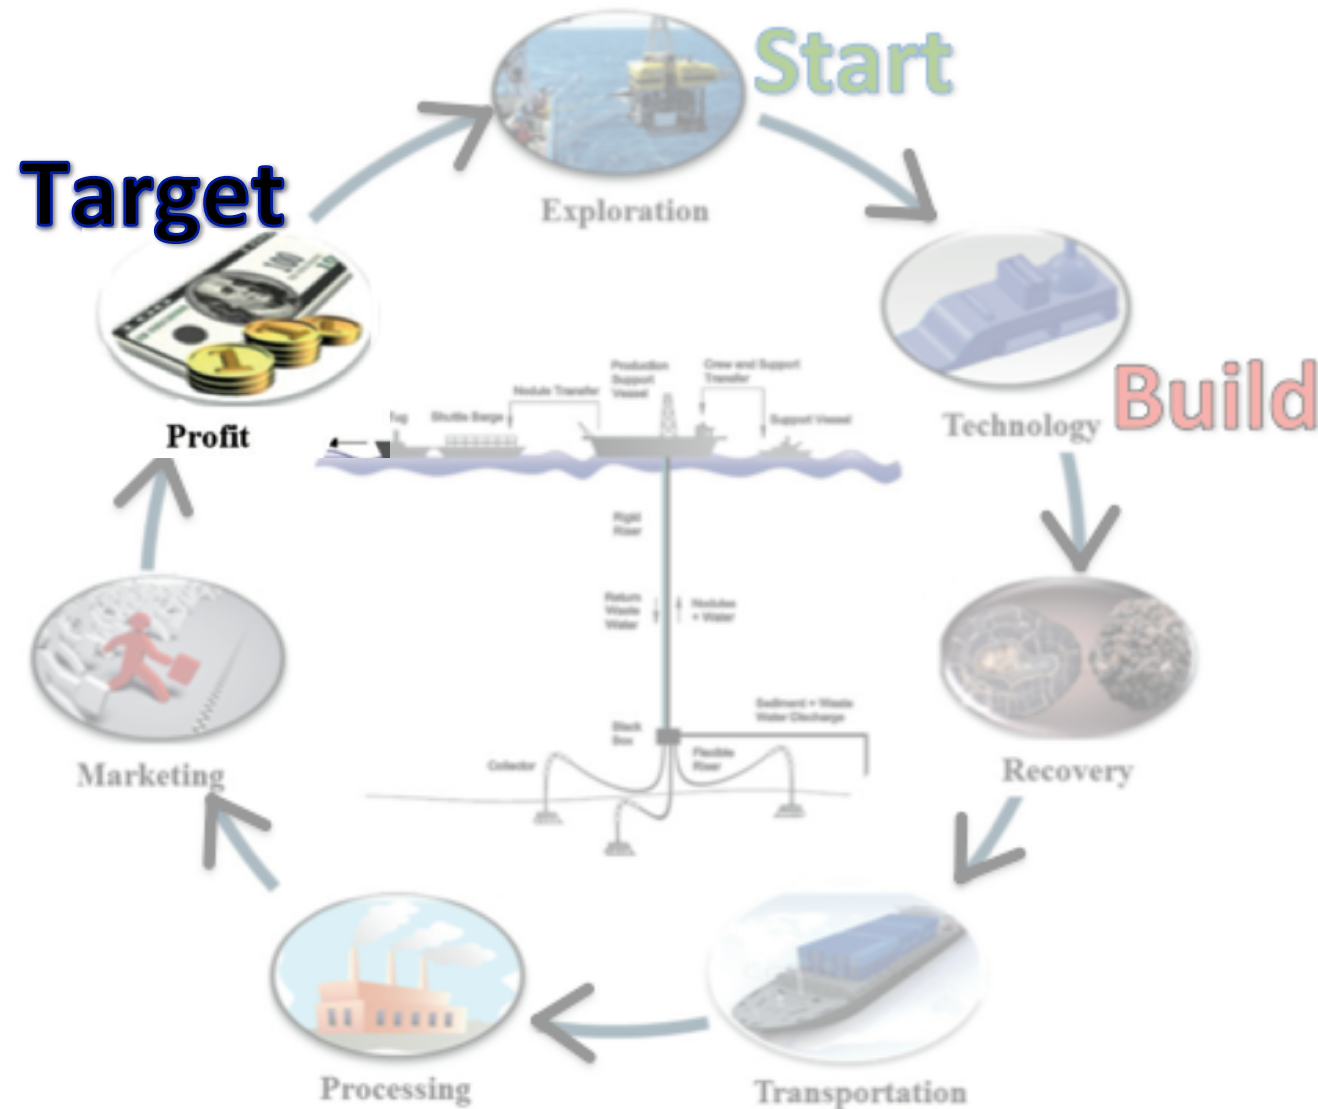 Start
Exploration
Target
Profit
Technology
Build
Production
Support
Vessel
Crew and Support
Transfer
Nodule Transfer
Tug
Shuttle Barge
Support Vessel
Rigid
Riser
Return
Waste
Water
Nodules
+ Water
Sediment + Waste
Water Discharge
Black
Box
Flexible
Riser
Collector
Marketing
Recovery
Processing
Transportation